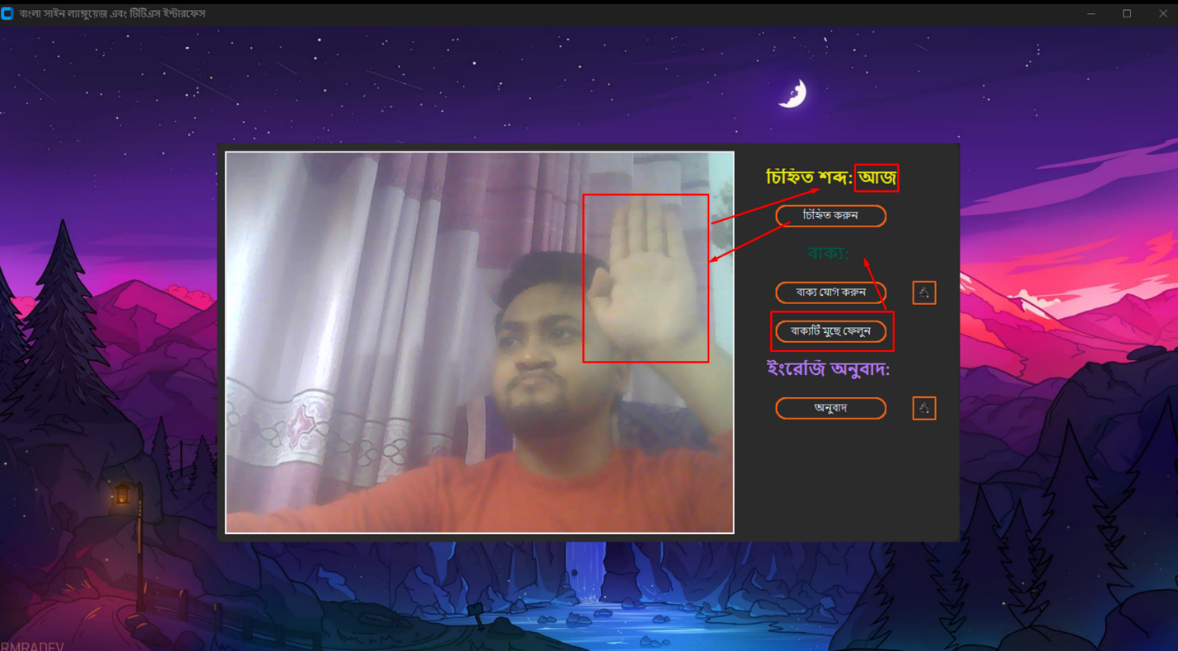 বাংলা সাইন ল্যাঙ্গুয়েজ এবং টিটিএস ইন্টারফেস
চিহ্নিত শব্দ: আজ
চিহ্নিত করুন
বাক্য:
বাক্য যোগ করুন
বাক্যটি মুছে ফেলুন
ইংরেজি অনুবাদ:
অনুবাদ
RMRADEV